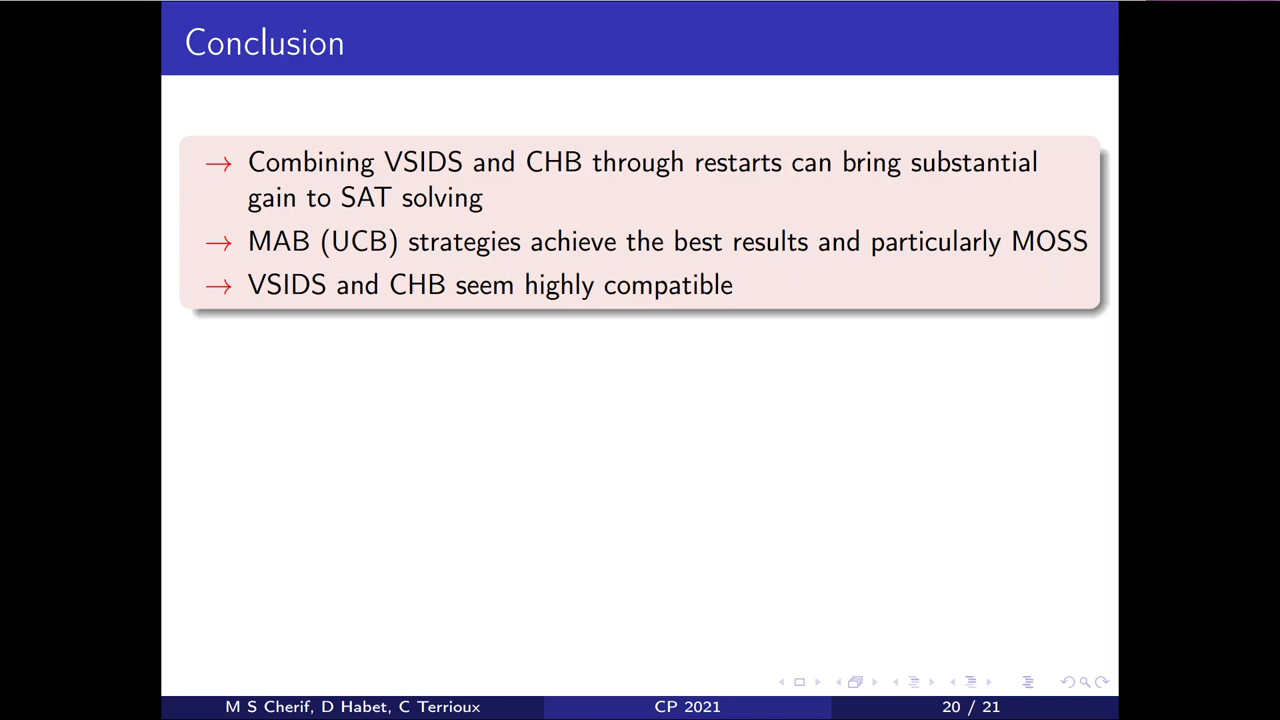 Conclusion
→ Combining VSIDS and CHB through restarts can bring substantial
gain to SAT solving
→ MAB (UCB) strategies achieve the best results and particularly MOSS
→ VSIDS and CHB seem highly compatible
M S Cherif, D Habet, C Terrioux CP 2021 20 / 21